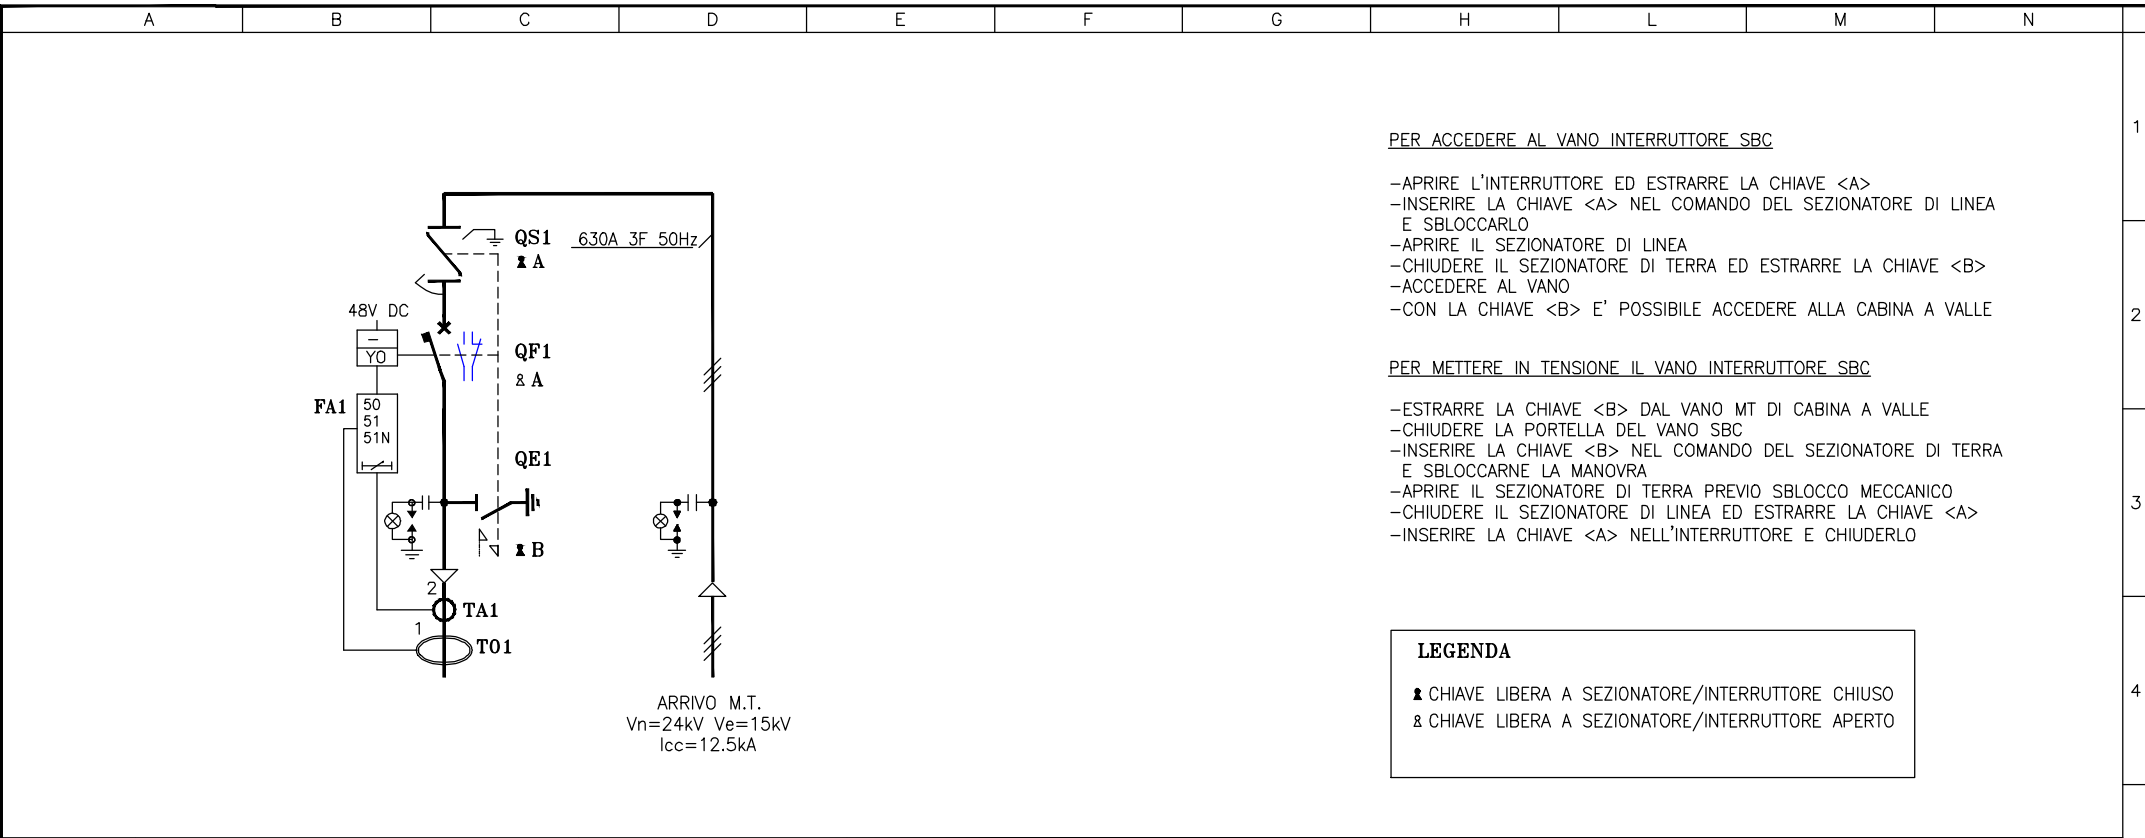 A B C D E F G H L M N
1
2
3
4
QS1
A
630A 3F 50Hz
48V DC
–
YO
QF1
A
FA1
50
51
51N
QE1
B
2
TA1
1
TO1
ARRIVO M.T.
Vn=24kV Ve=15kV
Icc=12.5kA
PER ACCEDERE AL VANO INTERRUTTORE SBC
-APRIRE L'INTERRUTTORE ED ESTRARRE LA CHIAVE <A>
-INSERIRE LA CHIAVE <A> NEL COMANDO DEL SEZIONATORE DI LINEA
E SBLOCCARLO
-APRIRE IL SEZIONATORE DI LINEA
-CHIUDERE IL SEZIONATORE DI TERRA ED ESTRARRE LA CHIAVE <B>
-ACCEDERE AL VANO
-CON LA CHIAVE <B> E' POSSIBILE ACCEDERE ALLA CABINA A VALLE
PER METTERE IN TENSIONE IL VANO INTERRUTTORE SBC
-ESTRARRE LA CHIAVE <B> DAL VANO MT DI CABINA A VALLE
-CHIUDERE LA PORTELLA DEL VANO SBC
-INSERIRE LA CHIAVE <B> NEL COMANDO DEL SEZIONATORE DI TERRA
E SBLOCCARNE LA MANOVRA
-APRIRE IL SEZIONATORE DI TERRA PREVIO SBLOCCO MECCANICO
-CHIUDERE IL SEZIONATORE DI LINEA ED ESTRARRE LA CHIAVE <A>
-INSERIRE LA CHIAVE <A> NELL'INTERRUTTORE E CHIUDERLO
LEGENDA
CHIAVE LIBERA A SEZIONATORE/INTERRUTTORE CHIUSO
CHIAVE LIBERA A SEZIONATORE/INTERRUTTORE APERTO